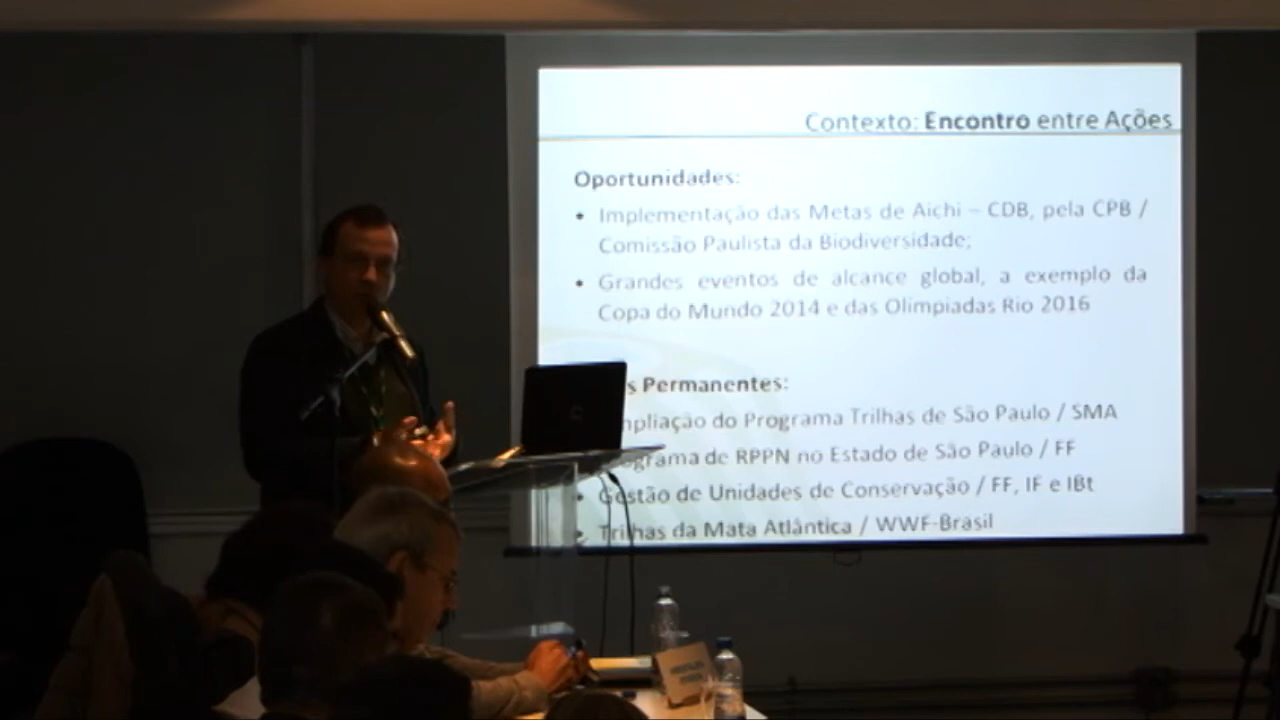 Contexto: Encontro entre Ações
Oportunidades:
• Implementação das Metas de Aichi – CDB, pela CPB /
Comissão Paulista da Biodiversidade;
• Grandes eventos de alcance global, a exemplo da
Copa do Mundo 2014 e das Olimpiadas Rio 2016
s Permanentes:
mpliação do Programa Trilhas de São Paulo / SMA
grama de RPPN no Estado de São Paulo / FF
• Gestão de Unidades de Conservação / FF, IF e IBt
• Trilhas da Mata Atlântica / WWF-Brasil